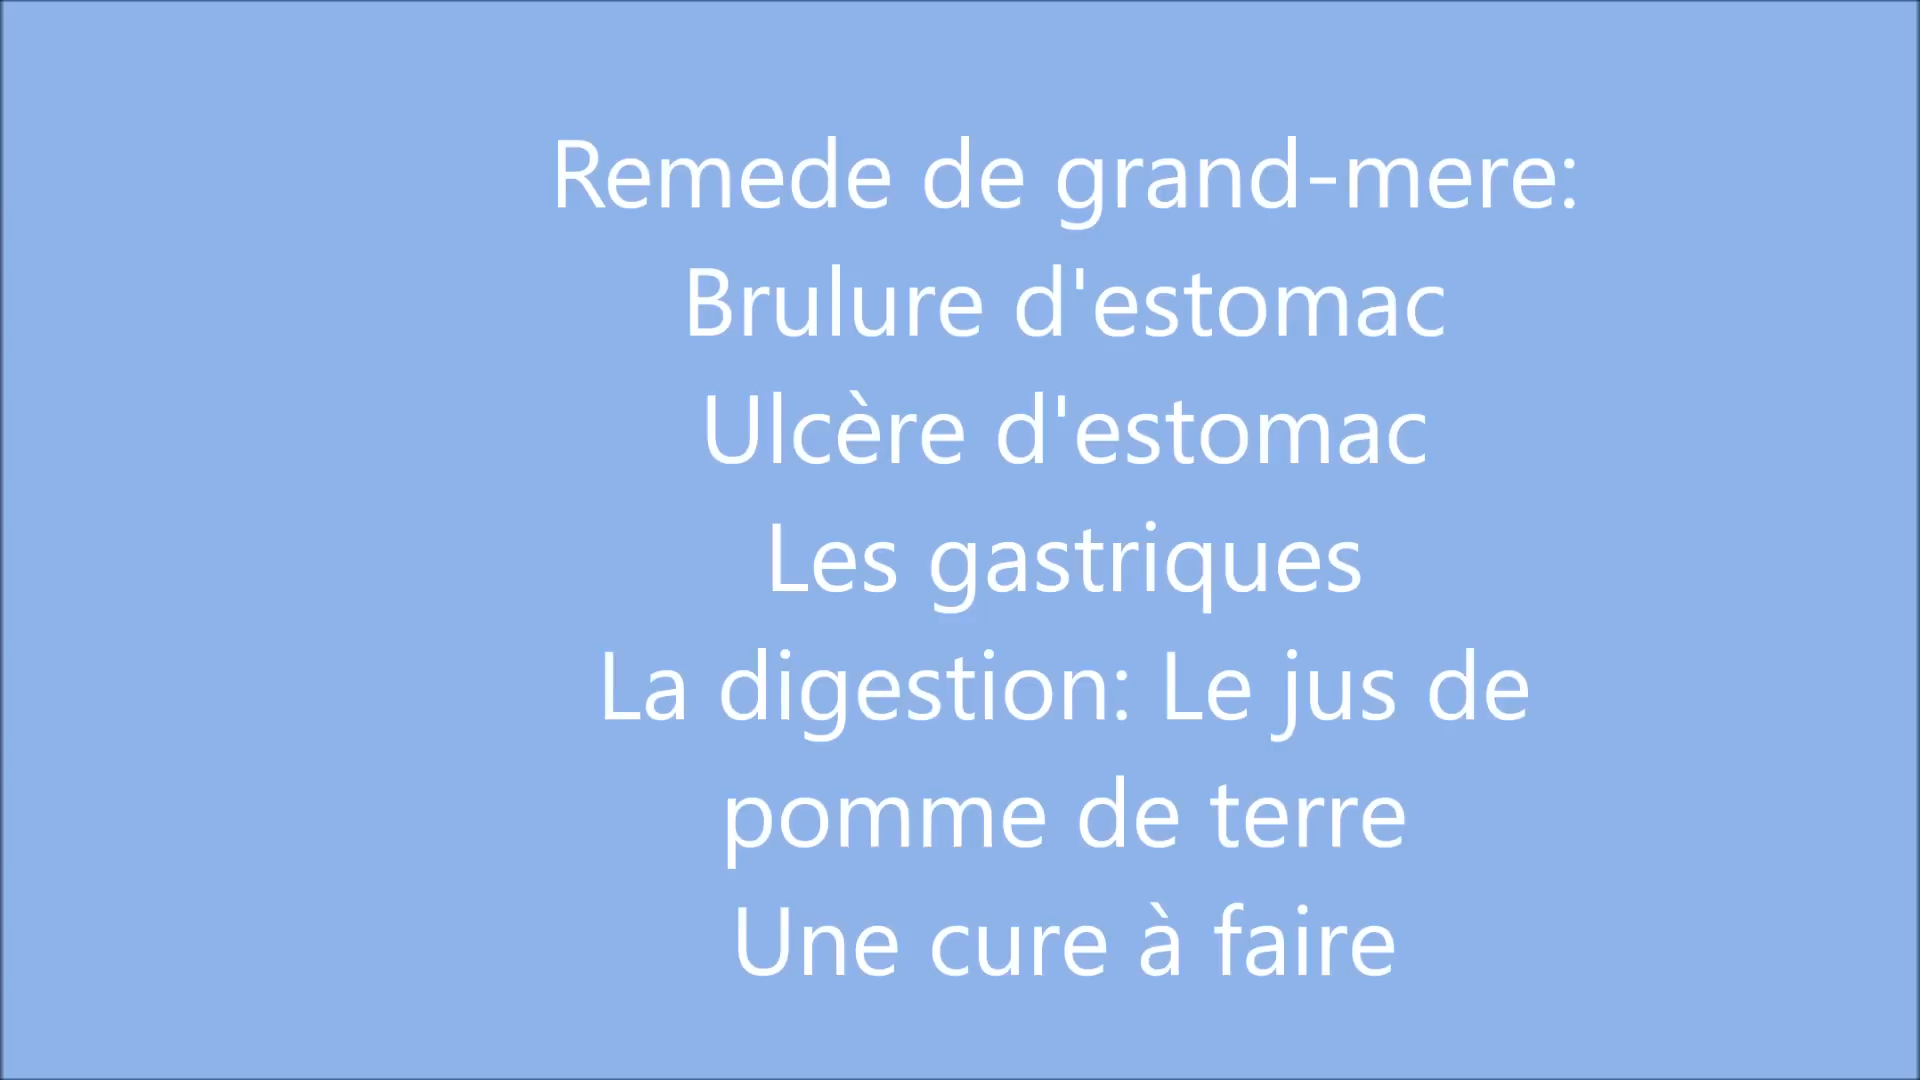 Remede de grand-mere:
Brulure d'estomac
Ulcère d'estomac
Les gastriques
La digestion: Le jus de
pomme de terre
Une cure à faire